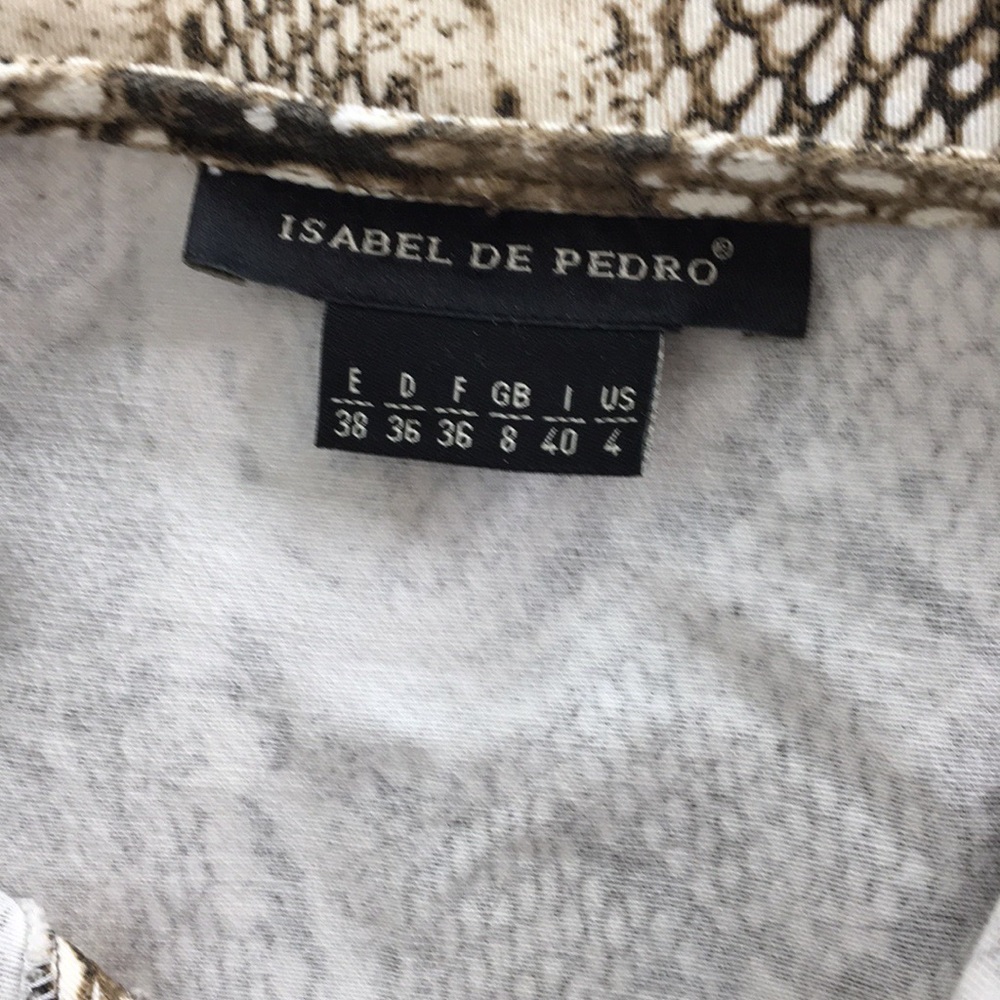 ISABEL DE PEDRO®
E D F GB I US
38 36 36 8 40 4